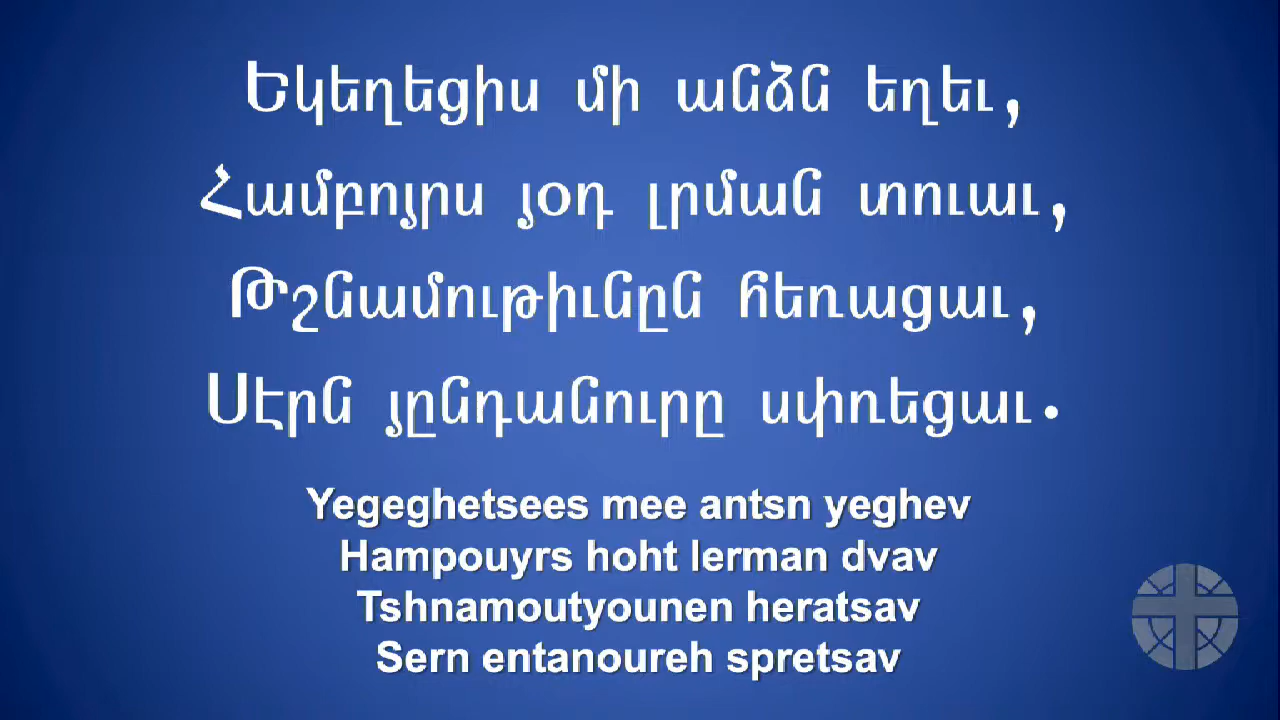 Եկեղեցիս մի անձն եղեւ,
Համբոյրս յօդ լրման տուաւ,
Թշնամութիւնըն հեռացաւ,
Սէրն յընդանուրը սփռեցաւ.
Yegeghetsees mee antsn yeghev
Hampouyrs hoht lerman dvav
Tshnamoutyounen heratsav
Sern entanoureh spretsav